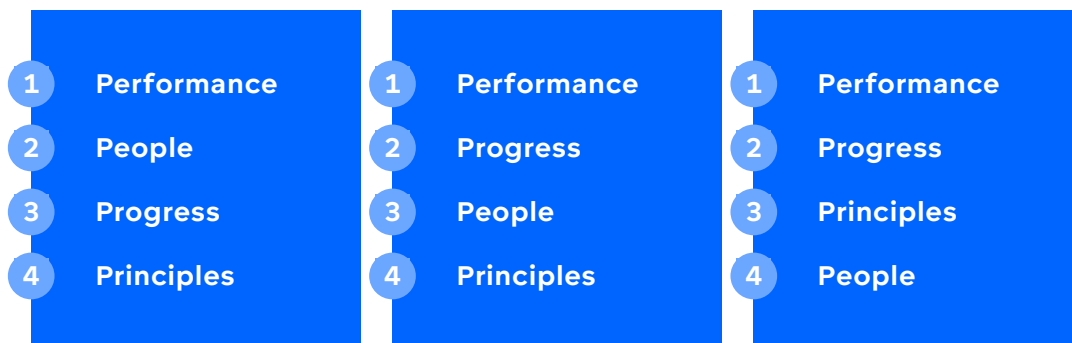 1 Performance
2 People
3 Progress
4 Principles
1 Performance
2 Progress
3 People
4 Principles
1 Performance
2 Progress
3 Principles
4 People